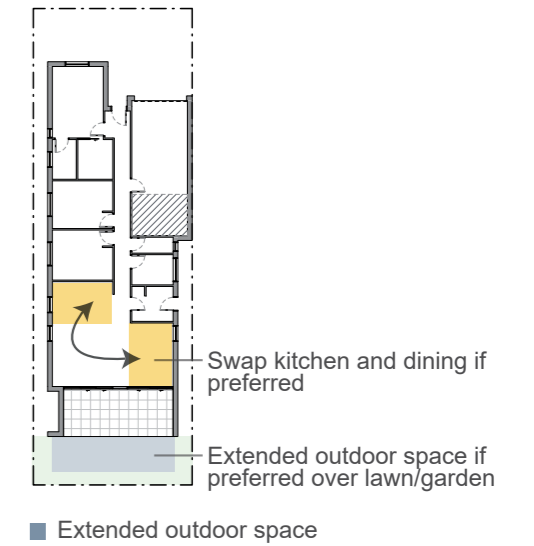 Swap kitchen and dining if
preferred
Extended outdoor space if
preferred over lawn/garden
Extended outdoor space